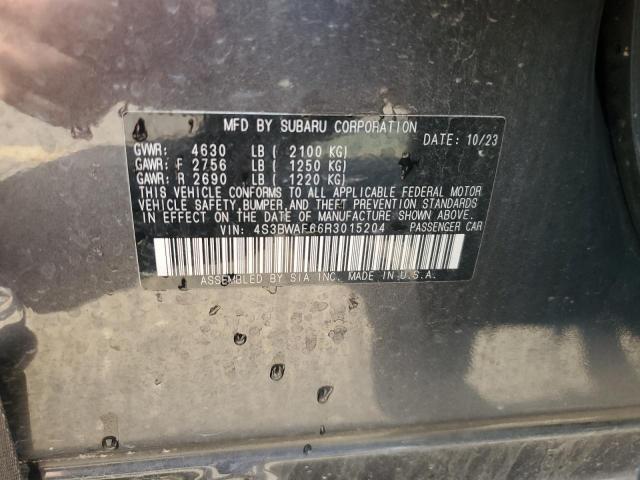 MFD BY SUBARU CORPORATION
DATE: 10/23
GVWR: 4630 LB ( 2100 KG)
GAWR: F 2756 LB ( 1250 KG)
GAWR: R 2690 LB ( 1220 KG)
THIS VEHICLE CONFORMS TO ALL APPLICABLE FEDERAL MOTOR
VEHICLE SAFETY, BUMPER, AND THEFT PREVENTION STANDARDS
IN EFFECT ON THE DATE OF MANUFACTURE SHOWN ABOVE.
VIN: 4S3BWAF66R3015204 PASSENGER CAR
ASSEMBLED BY SIA INC. MADE IN U.S.A.